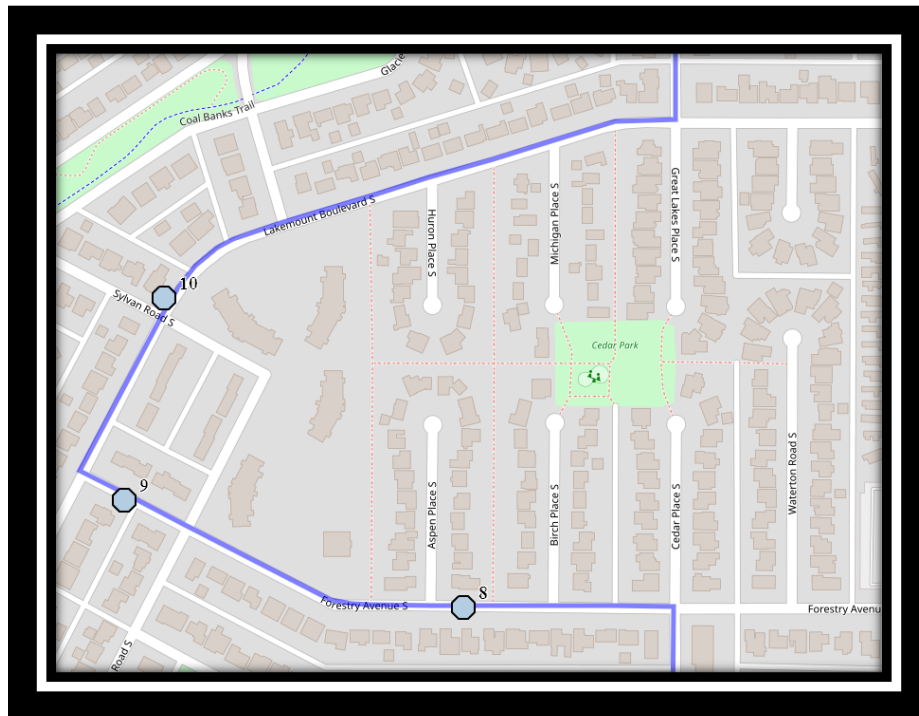 Glacie
Coal Banks Trail
Lakemount Boulevard S
Huron Place S
Michigan Place S
Great Lakes Place S
10
Sylvan Road S
Cedar Park
Aspen Place S
Birch Place S
Cedar Place S
Waterton Road S
9
8
Forestry Avenue S
Forestry Avenu
Road S